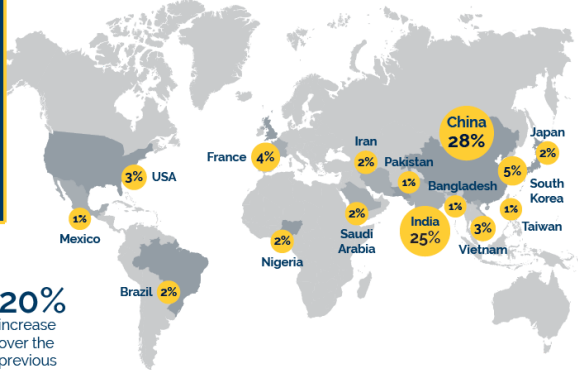 China
28%
Japan
2%
Iran
2%
France
4%
Pakistan
1%
5%
South
Korea
3%
USA
Bangladesh
1%
1%
Taiwan
1%
Mexico
2%
Saudi
Arabia
India
25%
3%
Vietnam
2%
Nigeria
Brazil
2%
20%
increase
over the
previous